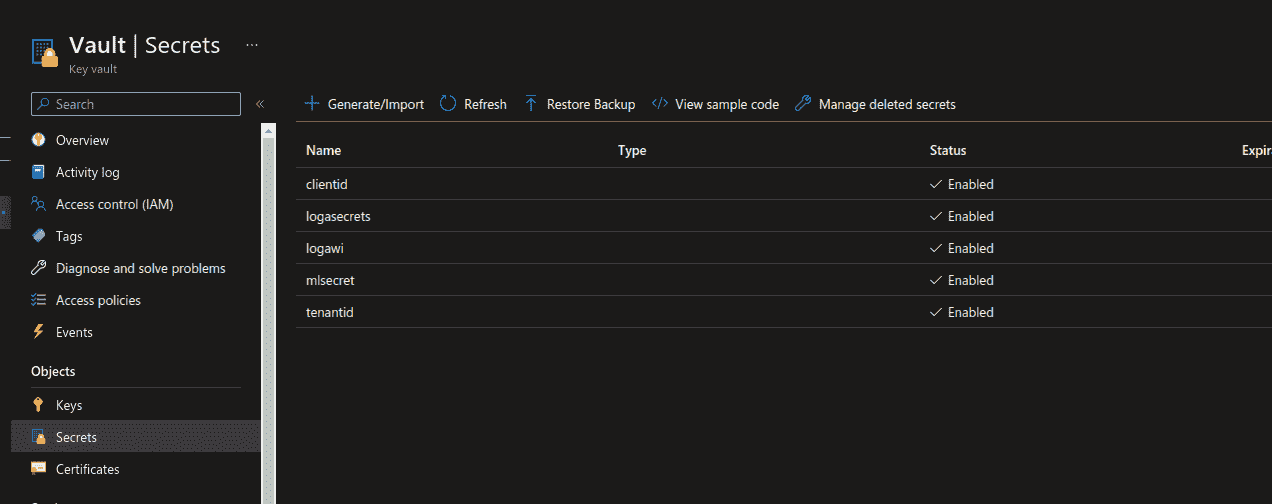 Vault | Secrets ...
Key vault
Search «
Generate/Import Refresh Restore Backup View sample code Manage deleted secrets
Overview
Activity log
Access control (IAM)
Tags
Diagnose and solve problems
Access policies
Events
Objects
Keys
Secrets
Certificates
Name Type Status
clientid Enabled
logasecrets Enabled
logawi Enabled
mlsecret Enabled
tenantid Enabled